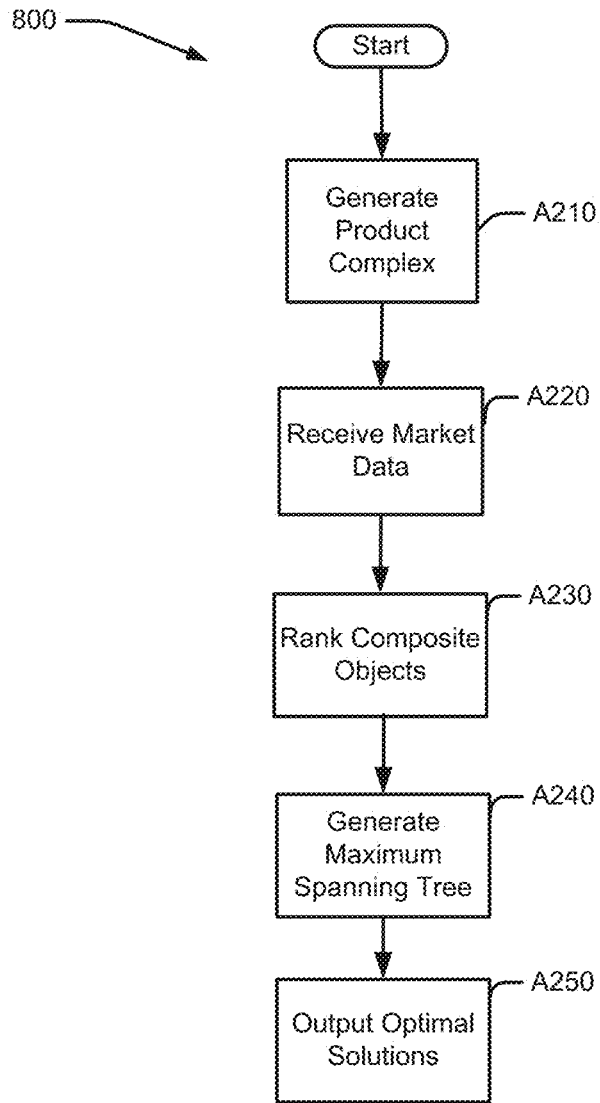 800
Start
Generate
Product
Complex
A210
Receive Market
Data
A220
Rank Composite
Objects
A230
Generate
Maximum
Spanning Tree
A240
Output Optimal
Solutions
A250